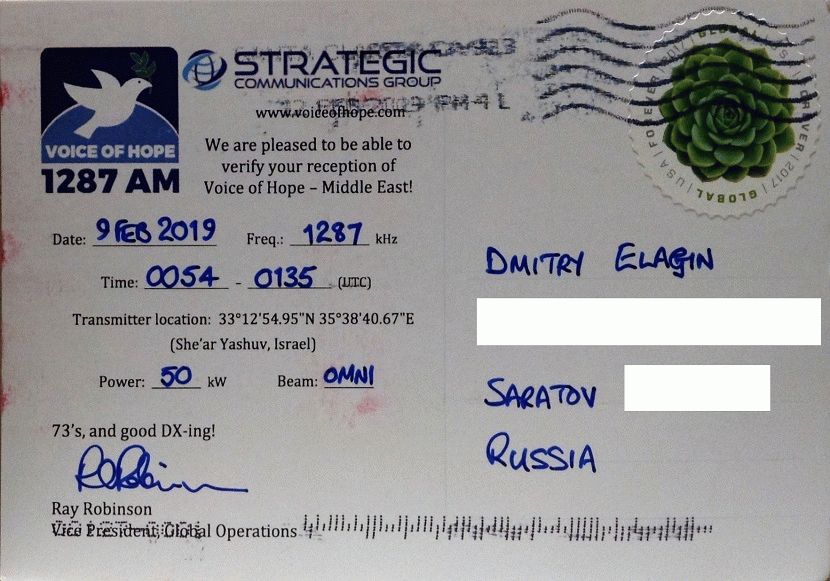 VOICE OF HOPE
1287 AM
STRATEGIC
COMMUNICATIONS GROUP
www.voiceofhope.com
We are pleased to be able to
verify your reception of
Voice of Hope – Middle East!
Date: 9 FEB 2019 Freq.: 1287 kHz
Time: 0054 - 0135 (UTC)
Transmitter location: 33°12'54.95"N 35°38'40.67"E
(She'ar Yashuv, Israel)
Power: 50 kW Beam: OMNI
73's, and good DX-ing!
Ray Robinson
Vice President, Global Operations
GLOBAL | USA | FOREVER | 2017 | GLOBAL | USA | FOREVER | 2017
DMITRY ELAGIN
SARATOV
RUSSIA